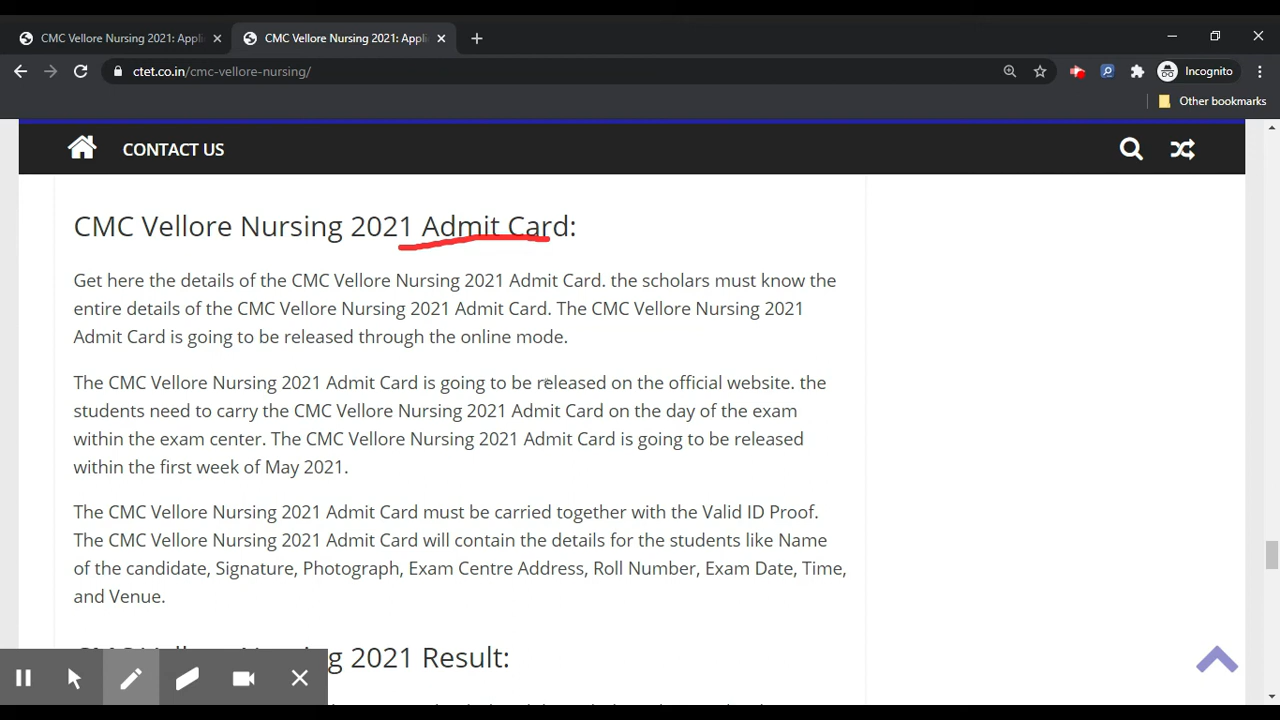 CMC Vellore Nursing 2021: Appli
CMC Vellore Nursing 2021: Appli
ctet.co.in/cmc-vellore-nursing/
Incognito
Other bookmarks
CONTACT US
CMC Vellore Nursing 2021 Admit Card:
Get here the details of the CMC Vellore Nursing 2021 Admit Card. the scholars must know the
entire details of the CMC Vellore Nursing 2021 Admit Card. The CMC Vellore Nursing 2021
Admit Card is going to be released through the online mode.
The CMC Vellore Nursing 2021 Admit Card is going to be released on the official website. the
students need to carry the CMC Vellore Nursing 2021 Admit Card on the day of the exam
within the exam center. The CMC Vellore Nursing 2021 Admit Card is going to be released
within the first week of May 2021.
The CMC Vellore Nursing 2021 Admit Card must be carried together with the Valid ID Proof.
The CMC Vellore Nursing 2021 Admit Card will contain the details for the students like Name
of the candidate, Signature, Photograph, Exam Centre Address, Roll Number, Exam Date, Time,
and Venue.
CMC Vellore Nursing 2021 Result: